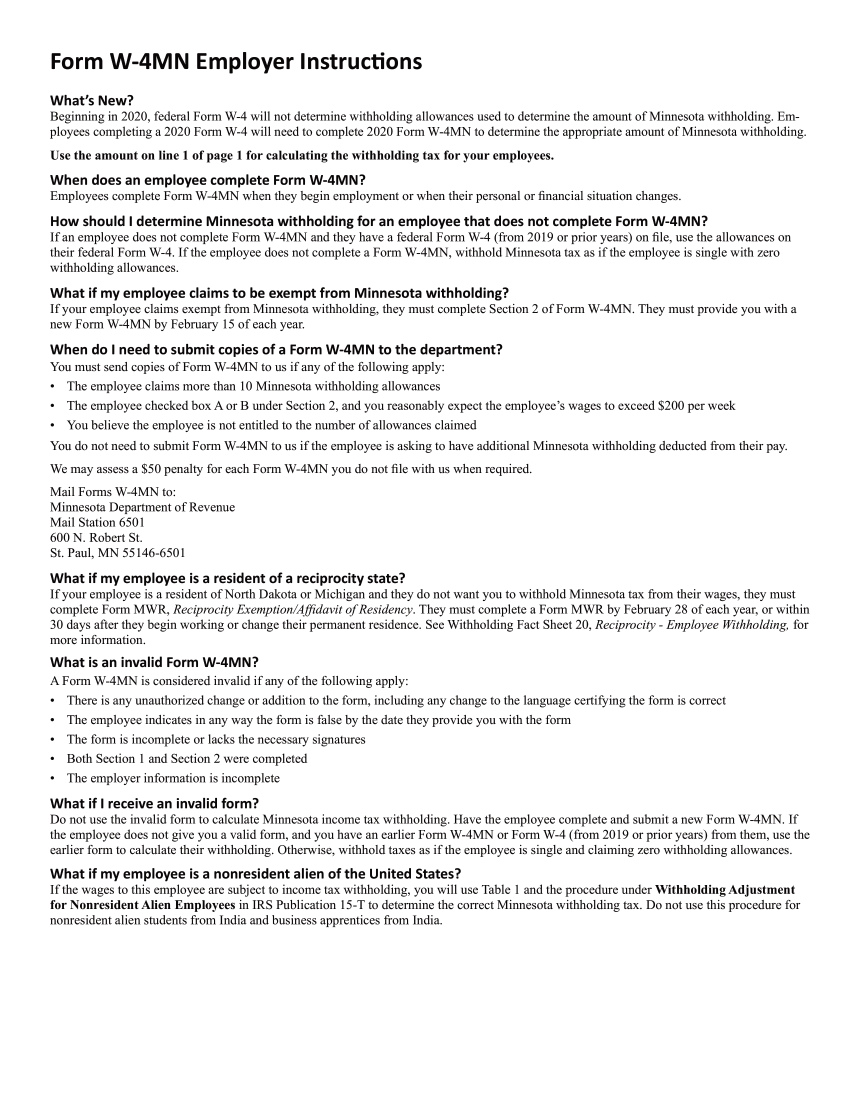 Form W-4MN Employer Instructions
What's New?
Beginning in 2020, federal Form W-4 will not determine withholding allowances used to determine the amount of Minnesota withholding. Em-
ployees completing a 2020 Form W-4 will need to complete 2020 Form W-4MN to determine the appropriate amount of Minnesota withholding.
Use the amount on line 1 of page 1 for calculating the withholding tax for your employees.
When does an employee complete Form W-4MN?
Employees complete Form W-4MN when they begin employment or when their personal or financial situation changes.
How should I determine Minnesota withholding for an employee that does not complete Form W-4MN?
If an employee does not complete Form W-4MN and they have a federal Form W-4 (from 2019 or prior years) on file, use the allowances on
their federal Form W-4. If the employee does not complete a Form W-4MN, withhold Minnesota tax as if the employee is single with zero
withholding allowances.
What if my employee claims to be exempt from Minnesota withholding?
If your employee claims exempt from Minnesota withholding, they must complete Section 2 of Form W-4MN. They must provide you with a
new Form W-4MN by February 15 of each year.
When do I need to submit copies of a Form W-4MN to the department?
You must send copies of Form W-4MN to us if any of the following apply:
• The employee claims more than 10 Minnesota withholding allowances
• The employee checked box A or B under Section 2, and you reasonably expect the employee's wages to exceed $200 per week
• You believe the employee is not entitled to the number of allowances claimed
You do not need to submit Form W-4MN to us if the employee is asking to have additional Minnesota withholding deducted from their pay.
We may assess a $50 penalty for each Form W-4MN you do not file with us when required.
Mail Forms W-4MN to:
Minnesota Department of Revenue
Mail Station 6501
600 N. Robert St.
St. Paul, MN 55146-6501
What if my employee is a resident of a reciprocity state?
If your employee is a resident of North Dakota or Michigan and they do not want you to withhold Minnesota tax from their wages, they must
complete Form MWR, Reciprocity Exemption/Affidavit of Residency. They must complete a Form MWR by February 28 of each year, or within
30 days after they begin working or change their permanent residence. See Withholding Fact Sheet 20, Reciprocity - Employee Withholding, for
more information.
What is an invalid Form W-4MN?
A Form W-4MN is considered invalid if any of the following apply:
• There is any unauthorized change or addition to the form, including any change to the language certifying the form is correct
• The employee indicates in any way the form is false by the date they provide you with the form
• The form is incomplete or lacks the necessary signatures
• Both Section 1 and Section 2 were completed
• The employer information is incomplete
What if I receive an invalid form?
Do not use the invalid form to calculate Minnesota income tax withholding. Have the employee complete and submit a new Form W-4MN. If
the employee does not give you a valid form, and you have an earlier Form W-4MN or Form W-4 (from 2019 or prior years) from them, use the
earlier form to calculate their withholding. Otherwise, withhold taxes as if the employee is single and claiming zero withholding allowances.
What if my employee is a nonresident alien of the United States?
If the wages to this employee are subject to income tax withholding, you will use Table 1 and the procedure under Withholding Adjustment
for Nonresident Alien Employees in IRS Publication 15-T to determine the correct Minnesota withholding tax. Do not use this procedure for
nonresident alien students from India and business apprentices from India.